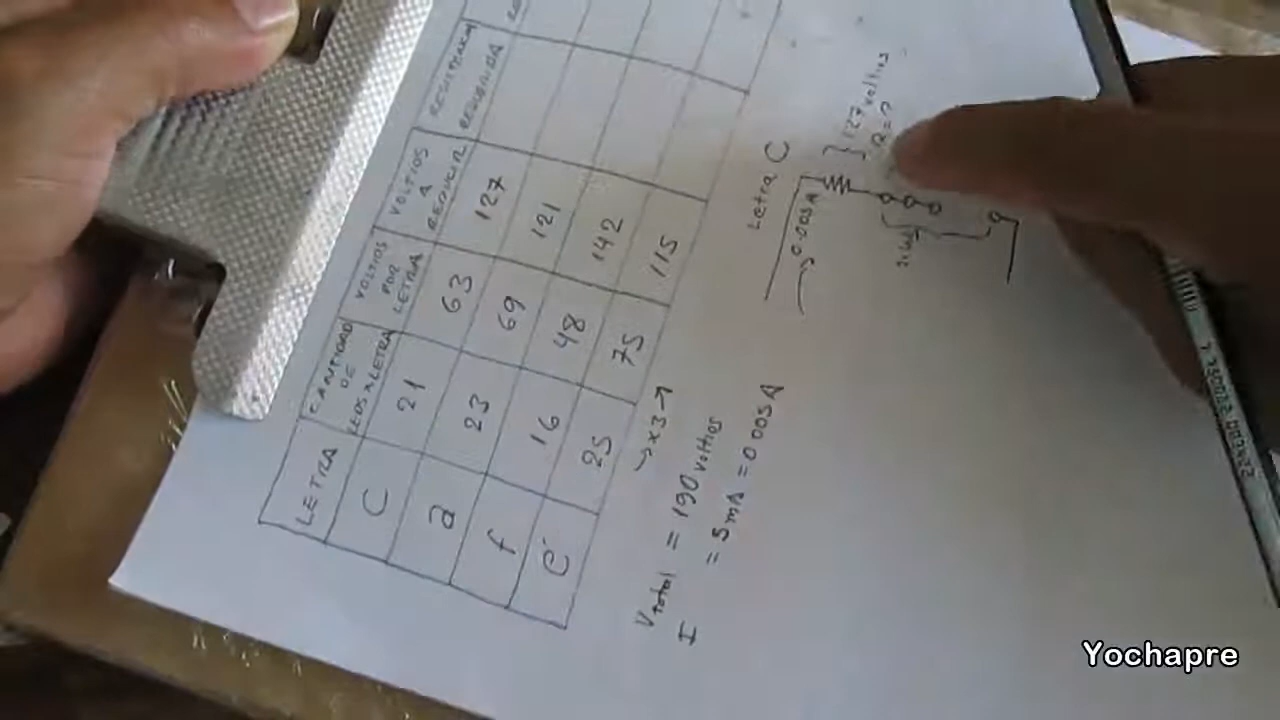 LETRA CANTIDAD DE LEDS X LETRA VOLTIOS POR LETRA VOLTIOS A REDUCIR RESISTENCIA REQUERIDA
C 21 63 127
a 23 69 121
f 16 48 142
é 25 75 115
x3
V total = 190 voltios
I = 5mA = 0.005A
Letra C
0.005A
127 voltios
R = ?
Yochapre